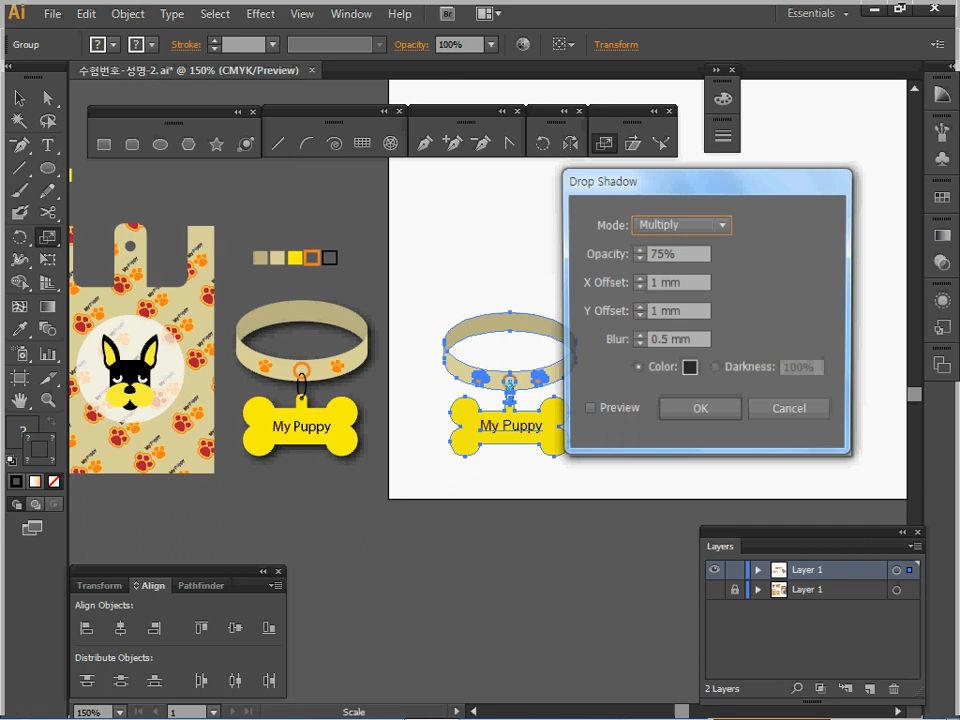 Ai File Edit Object Type Select Effect View Window Help Br Essentials
Group ? ? Stroke: Opacity: 100% Transform
수험번호-성명-2.ai* @ 150% (CMYK/Preview)
Drop Shadow
Mode: Multiply
Opacity: 75%
X Offset: 1 mm
Y Offset: 1 mm
Blur: 0.5 mm
Color: Darkness: 100%
Preview OK Cancel
My Puppy
My Puppy
Layers
Layer 1
Layer 1
2 Layers
Transform Align Pathfinder
Align Objects:
Distribute Objects:
150% 1 Scale